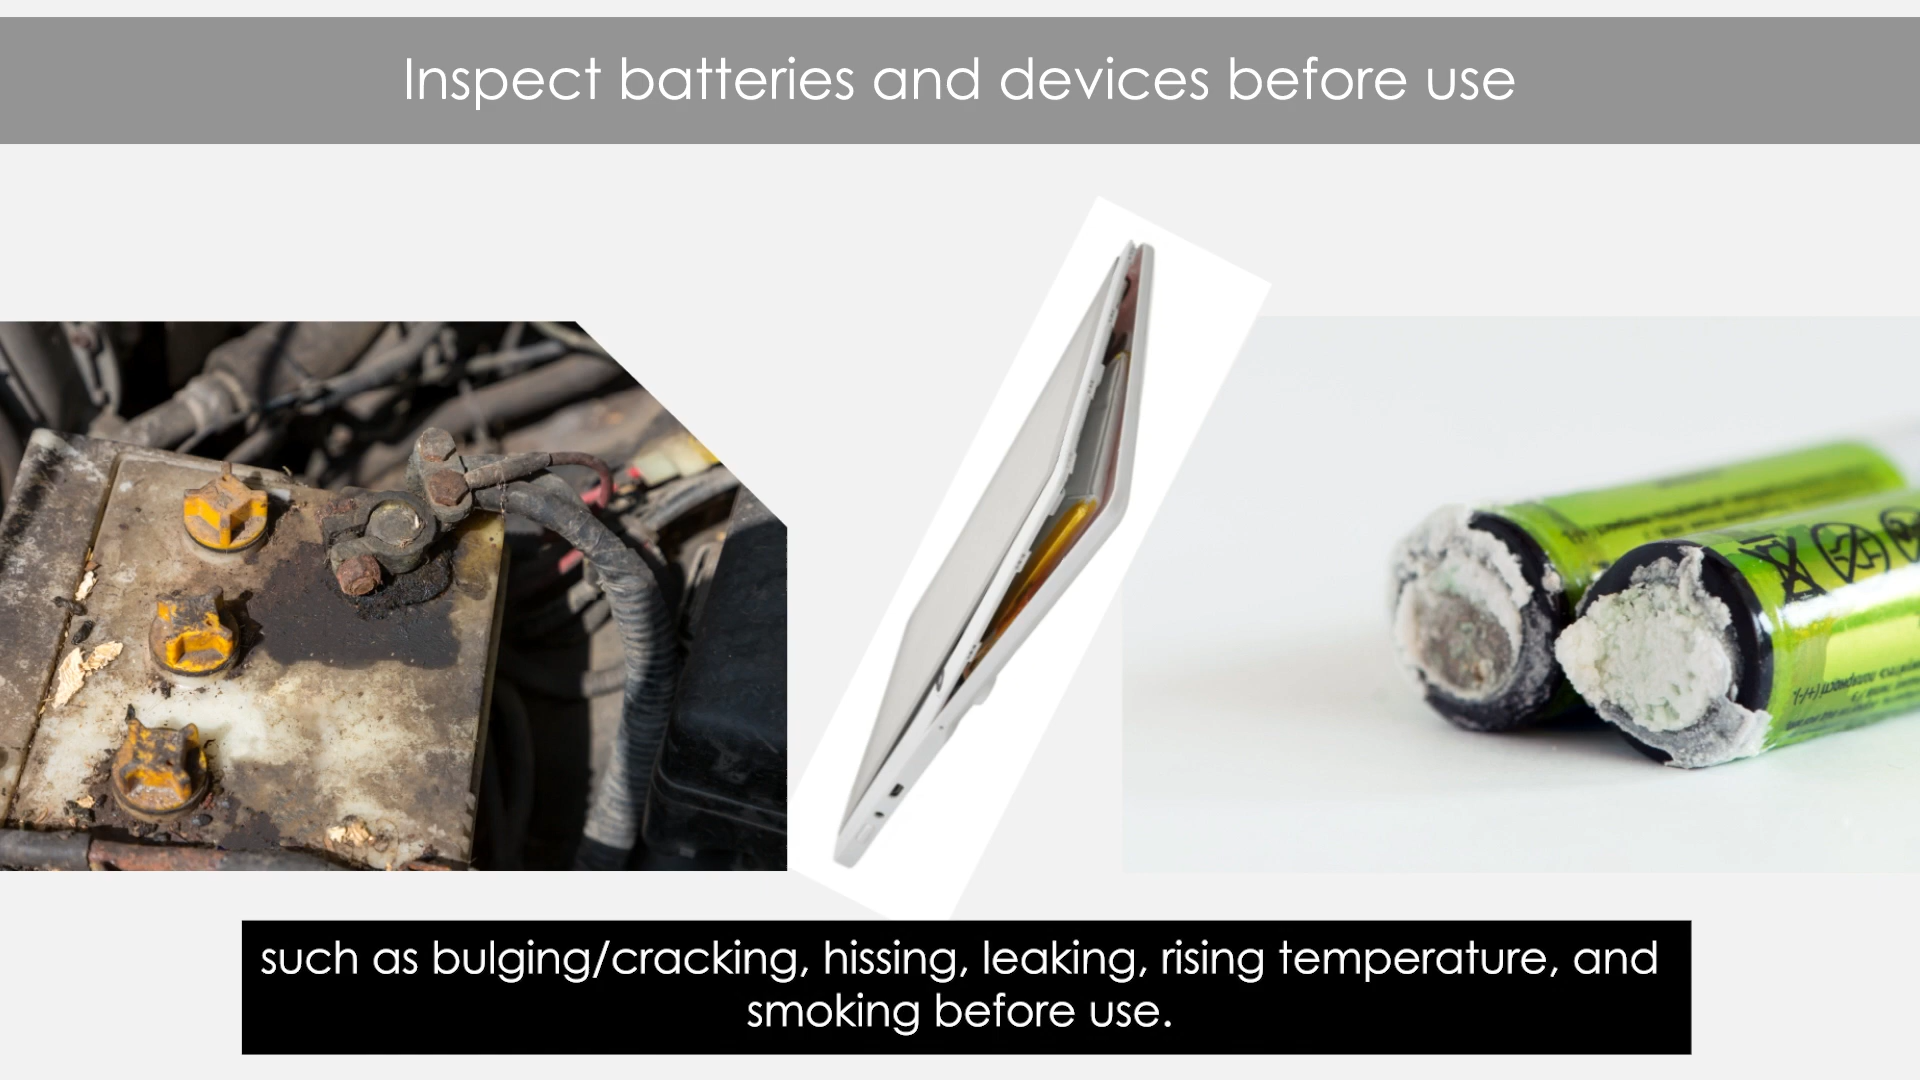 Inspect batteries and devices before use
such as bulging/cracking, hissing, leaking, rising temperature, and
smoking before use.